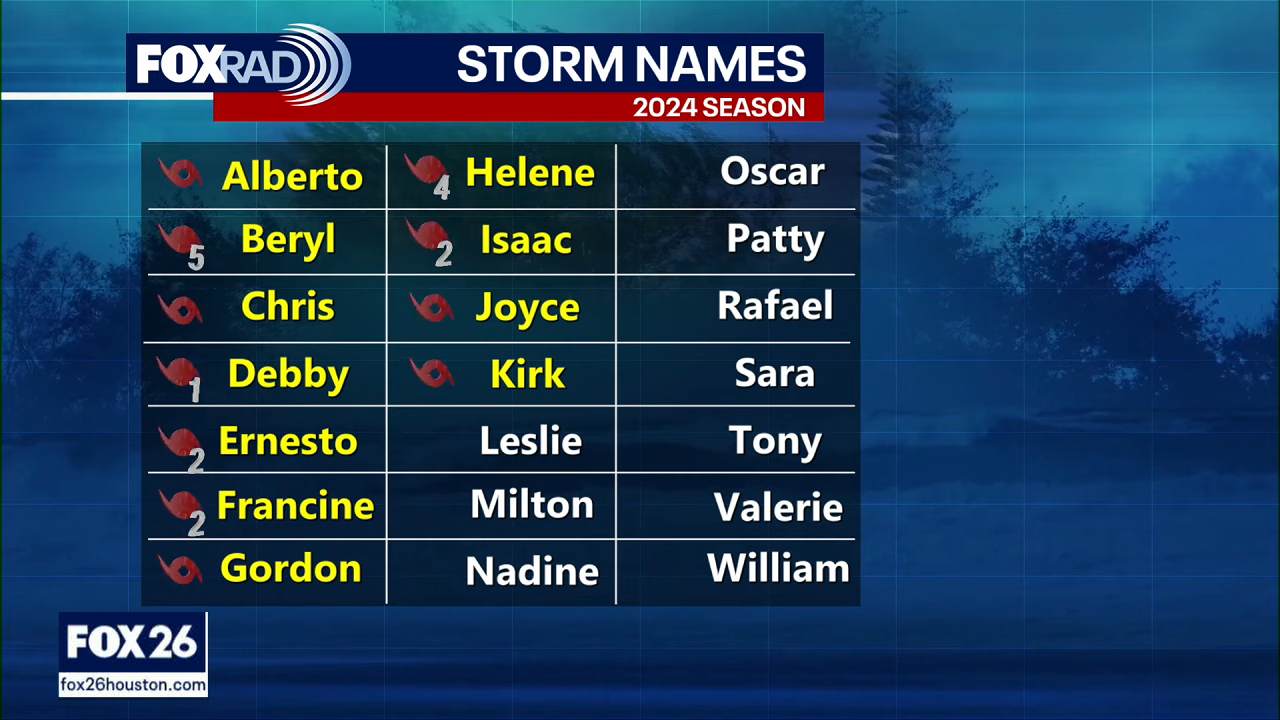 FOXRAD
STORM NAMES
2024 SEASON
Alberto
4 Helene
Oscar
5 Beryl
2 Isaac
Patty
Chris
Joyce
Rafael
1 Debby
Kirk
Sara
2 Ernesto
Leslie
Tony
2 Francine
Milton
Valerie
Gordon
Nadine
William
FOX 26
fox26houston.com